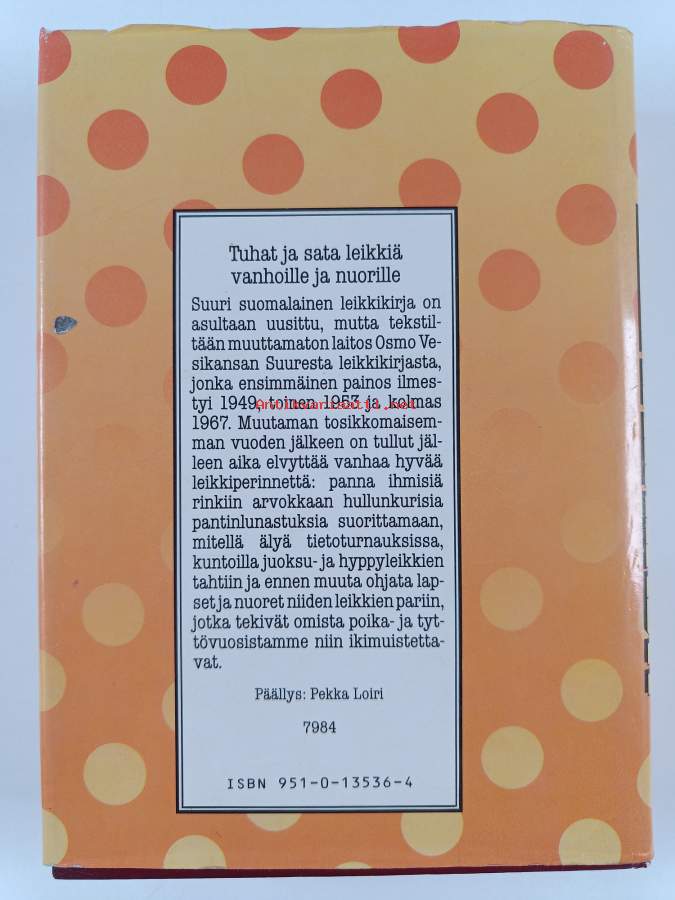 Tuhat ja sata leikkiä
vanhoille ja nuorille
Suuri suomalainen leikkikirja on
asultaan uusittu, mutta tekstil-
tään muuttamaton laitos Osmo Ve-
sikansan Suuresta leikkikirjasta,
jonka ensimmäinen painos ilmes-
tyi 1949, toinen 1953 ja kolmas
Antikvariaatti.net
1967. Muutaman tosikkomaisem-
man vuoden jälkeen on tullut jäl-
leen aika elvyttää vanhaa hyvää
leikkiperinnettä: panna ihmisiä
rinkiin arvokkaan hullunkurisia
pantinlunastuksia suorittamaan,
mitellä älyä tietoturnauksissa,
kuntoilla juoksu- ja hyppyleikkien
tahtiin ja ennen muuta ohjata lap-
set ja nuoret niiden leikkien pariin,
jotka tekivät omista poika- ja tyt-
tövuosistamme niin ikimuistetta-
vat.
Päällys: Pekka Loiri
7984
ISBN 951-0-13536-4